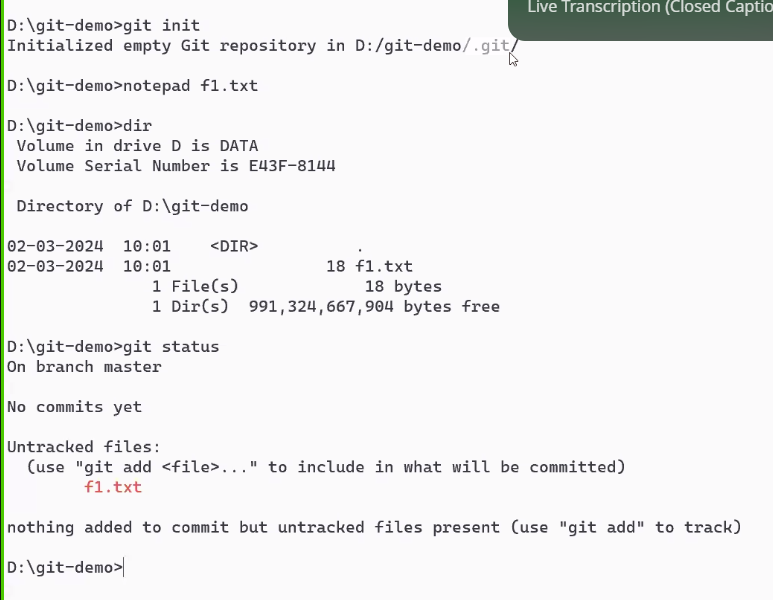 Live Transcription (Closed Captio
D:\git-demo>git init
Initialized empty Git repository in D:/git-demo/.git/
D:\git-demo>notepad f1.txt
D:\git-demo>dir
 Volume in drive D is DATA
 Volume Serial Number is E43F-8144
 Directory of D:\git-demo
02-03-2024  10:01    <DIR>          .
02-03-2024  10:01                18 f1.txt
               1 File(s)             18 bytes
               1 Dir(s)  991,324,667,904 bytes free
D:\git-demo>git status
On branch master
No commits yet
Untracked files:
  (use "git add <file>..." to include in what will be committed)
        f1.txt
nothing added to commit but untracked files present (use "git add" to track)
D:\git-demo>